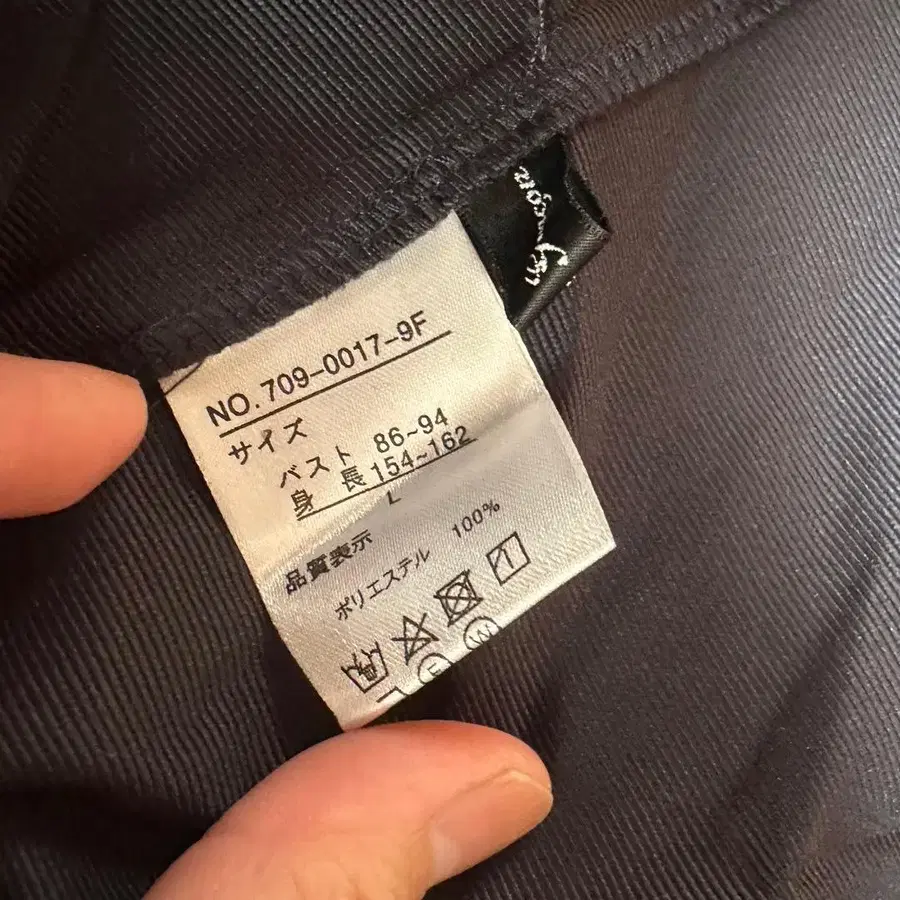 NO. 709-0017-9F
サイズ
バスト 86~94
身 長 154~162
L
品質表示
ポリエステル 100%
F W